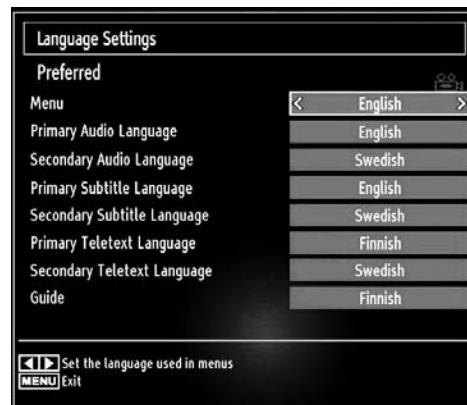 Language Settings
Preferred
Menu < English >
Primary Audio Language English
Secondary Audio Language Swedish
Primary Subtitle Language English
Secondary Subtitle Language Swedish
Primary Teletext Language Finnish
Secondary Teletext Language Swedish
Guide Finnish
Set the language used in menus
MENU Exit